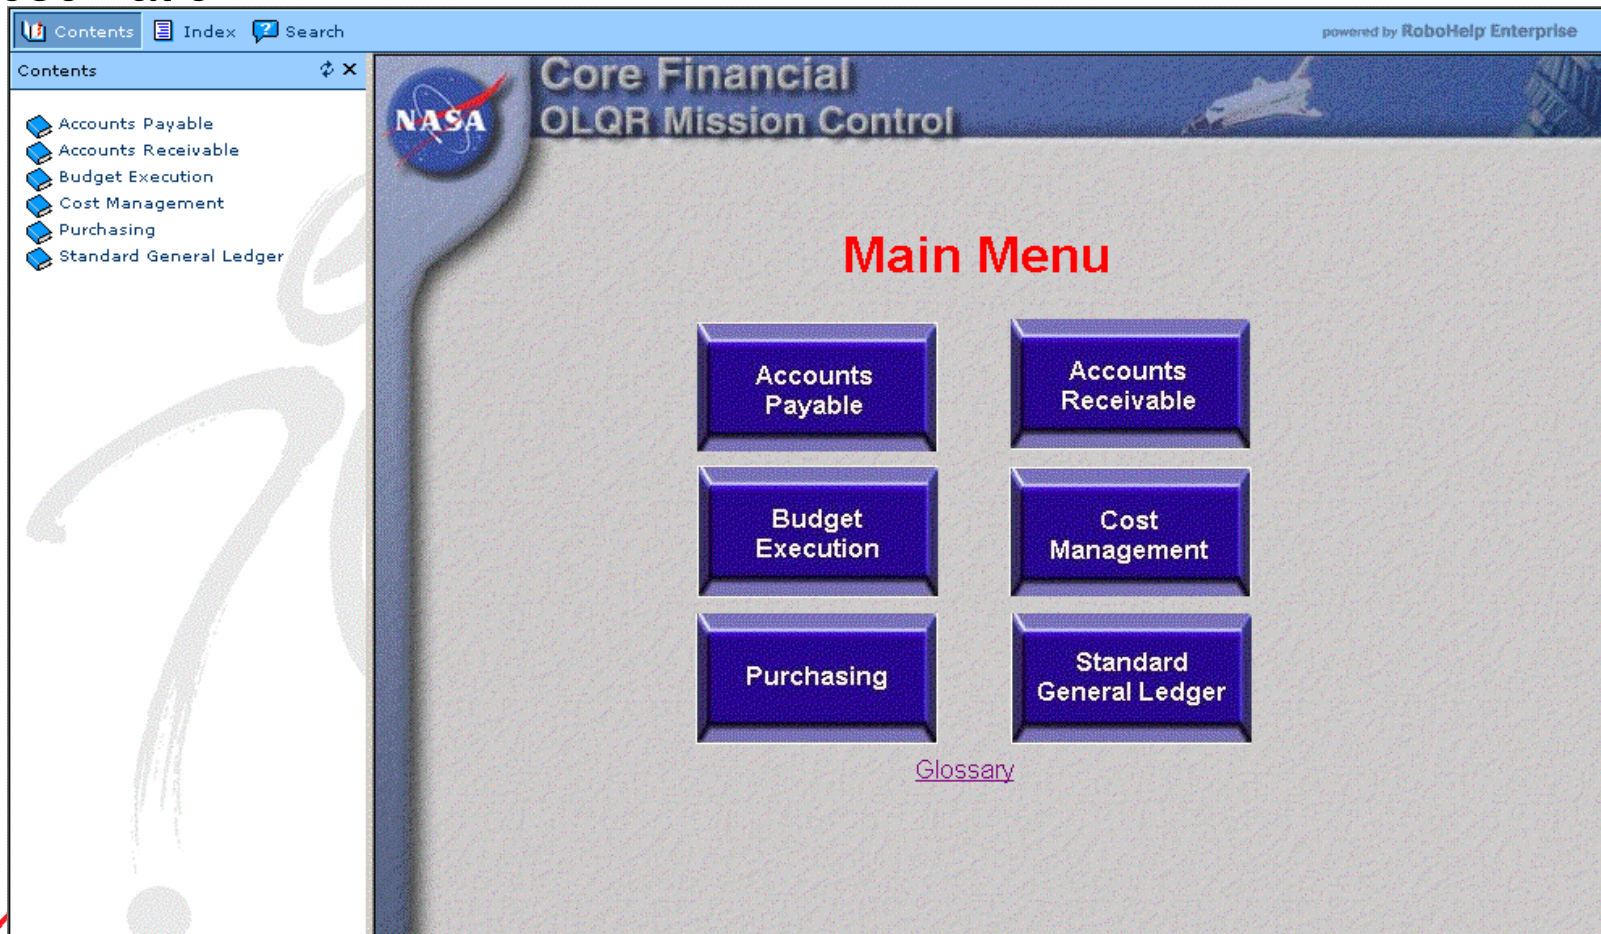 Contents Index Search powered by RoboHelp Enterprise
Contents
Accounts Payable
Accounts Receivable
Budget Execution
Cost Management
Purchasing
Standard General Ledger
NASA
Core Financial
OLQR Mission Control
Main Menu
Accounts
Payable
Accounts
Receivable
Budget
Execution
Cost
Management
Purchasing
Standard
General Ledger
Glossary